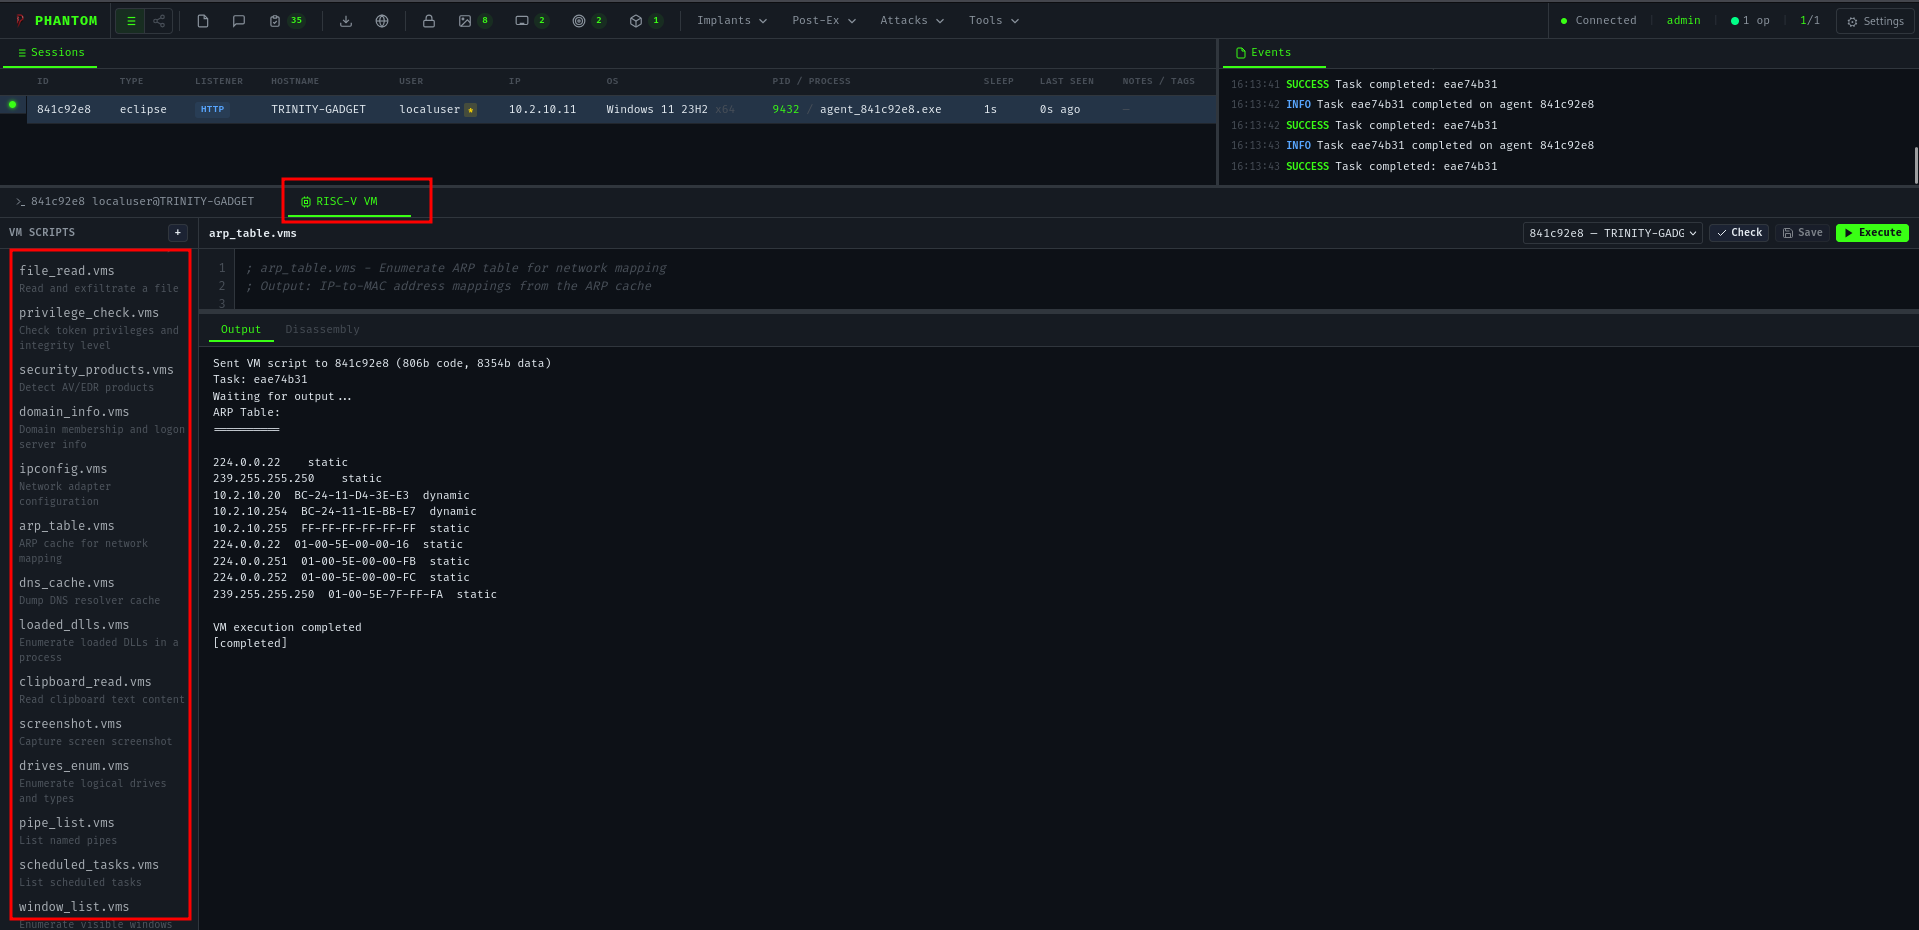 PHANTOM 35 8 2 2 1 Implants Post-Ex Attacks Tools Connected admin 1 op 1/1 Settings
Sessions
ID TYPE LISTENER HOSTNAME USER IP OS PID / PROCESS SLEEP LAST SEEN NOTES / TAGS
841c92e8 eclipse HTTP TRINITY-GADGET localuser 10.2.10.11 Windows 11 23H2 x64 9432 / agent_841c92e8.exe 1s 0s ago —
Events
16:13:41 SUCCESS Task completed: eae74b31
16:13:42 INFO Task eae74b31 completed on agent 841c92e8
16:13:42 SUCCESS Task completed: eae74b31
16:13:43 INFO Task eae74b31 completed on agent 841c92e8
16:13:43 SUCCESS Task completed: eae74b31
>_ 841c92e8 localuser@TRINITY-GADGET RISC-V VM
VM SCRIPTS +
file_read.vms
Read and exfiltrate a file
privilege_check.vms
Check token privileges and
integrity level
security_products.vms
Detect AV/EDR products
domain_info.vms
Domain membership and logon
server info
ipconfig.vms
Network adapter
configuration
arp_table.vms
ARP cache for network
mapping
dns_cache.vms
Dump DNS resolver cache
loaded_dlls.vms
Enumerate loaded DLLs in a
process
clipboard_read.vms
Read clipboard text content
screenshot.vms
Capture screen screenshot
drives_enum.vms
Enumerate logical drives
and types
pipe_list.vms
List named pipes
scheduled_tasks.vms
List scheduled tasks
window_list.vms
Enumerate visible windows
arp_table.vms 841c92e8 — TRINITY-GADG Check Save Execute
1 ; arp_table.vms - Enumerate ARP table for network mapping
2 ; Output: IP-to-MAC address mappings from the ARP cache
3
Output Disassembly
Sent VM script to 841c92e8 (806b code, 8354b data)
Task: eae74b31
Waiting for output...
ARP Table:
==========
224.0.0.22 static
239.255.255.250 static
10.2.10.20 BC-24-11-D4-3E-E3 dynamic
10.2.10.254 BC-24-11-1E-BB-E7 dynamic
10.2.10.255 FF-FF-FF-FF-FF-FF static
224.0.0.22 01-00-5E-00-00-16 static
224.0.0.251 01-00-5E-00-00-FB static
224.0.0.252 01-00-5E-00-00-FC static
239.255.255.250 01-00-5E-7F-FF-FA static
VM execution completed
[completed]